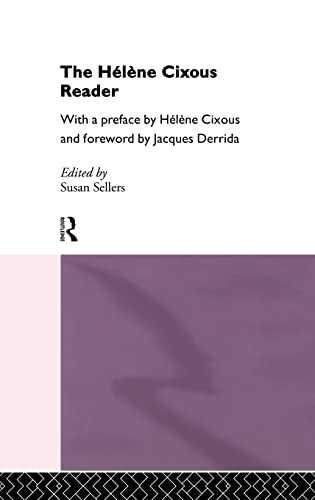 The Hélène Cixous
Reader
With a preface by Hélène Cixous
and foreword by Jacques Derrida
Edited by
Susan Sellers
ROUTLEDGE